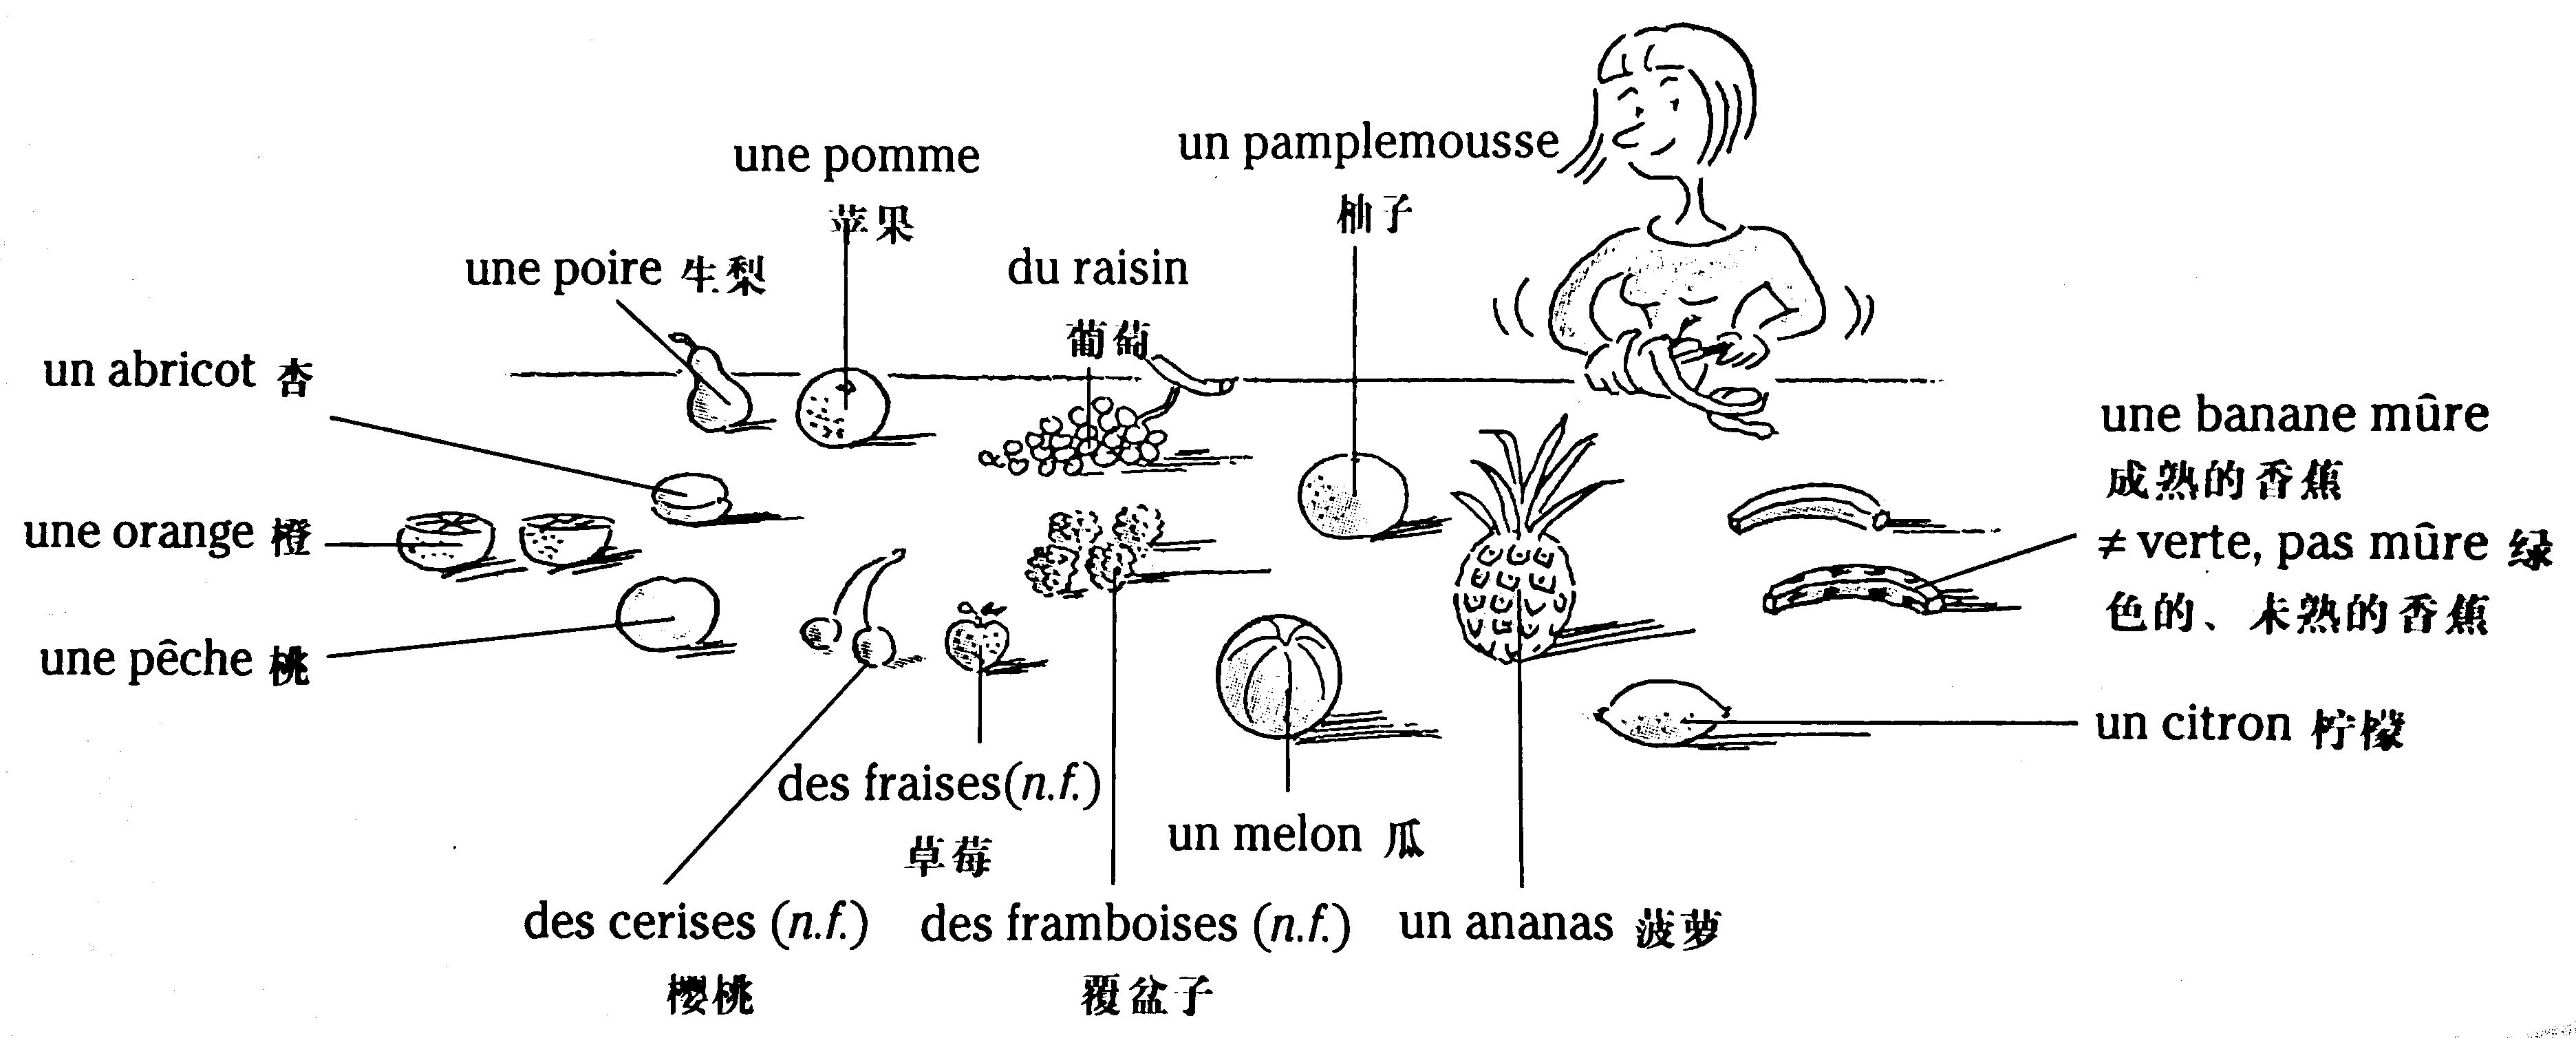 une pomme
苹果
un pamplemousse
柚子
une poire 生梨
du raisin
葡萄
un abricot 杏
une orange 橙
une pêche 桃
une banane mûre
成熟的香蕉
≠ verte, pas mûre 绿
色的、未熟的香蕉
un citron 柠檬
des fraises (n.f.)
草莓
un melon 瓜
des cerises (n.f.)
樱桃
des framboises (n.f.)
覆盆子
un ananas 菠萝